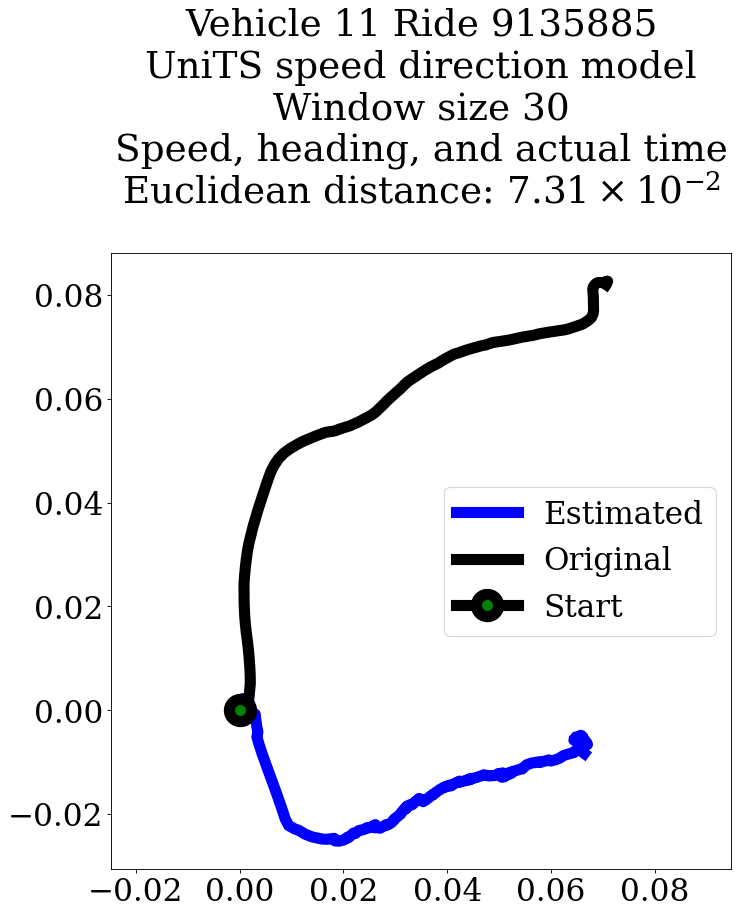 Vehicle 11 Ride 9135885
UniTS speed direction model
Window size 30
Speed, heading, and actual time
Euclidean distance: 7.31 × 10⁻²
0.08
0.06
0.04
0.02
0.00
−0.02
Estimated
Original
Start
−0.02 0.00 0.02 0.04 0.06 0.08